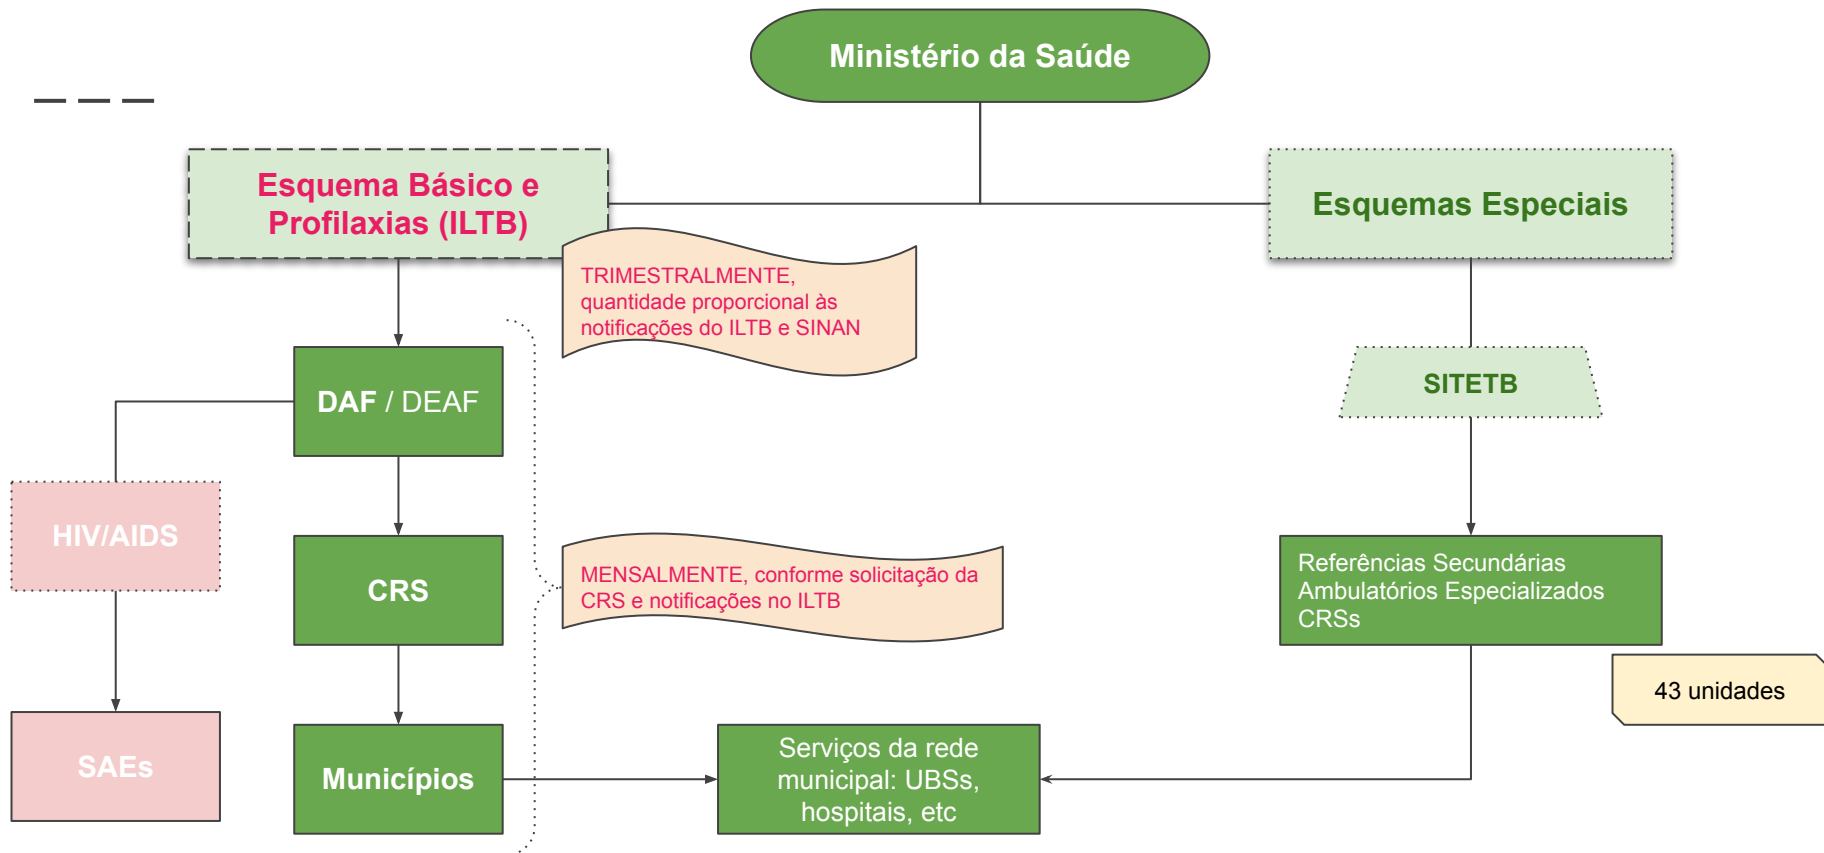 Ministério da Saúde
Esquema Básico e
Profilaxias (ILTB)
Esquemas Especiais
TRIMESTRALMENTE,
quantidade proporcional às
notificações do ILTB e SINAN
DAF / DEAF
SITETB
HIV/AIDS
CRS
MENSALMENTE, conforme solicitação da
CRS e notificações no ILTB
Referências Secundárias
Ambulatórios Especializados
CRSs
43 unidades
SAEs
Municípios
Serviços da rede
municipal: UBSs,
hospitais, etc